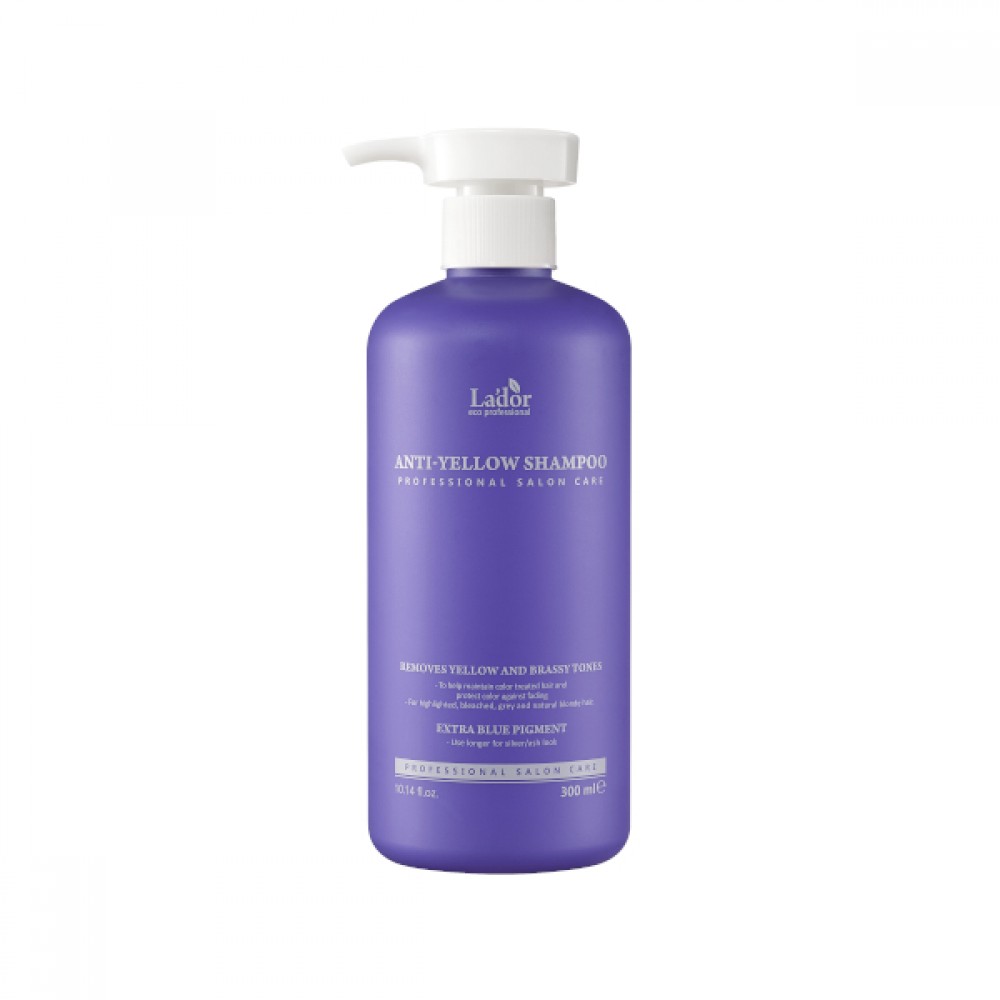 La'dor
eco professional
ANTI-YELLOW SHAMPOO
PROFESSIONAL SALON CARE
REMOVES YELLOW AND BRASSY TONES
- To help maintain color treated hair and
protect color against fading
- For highlighted, bleached, grey and natural blonde hair.
EXTRA BLUE PIGMENT
- Use longer for silver/ash look
PROFESSIONAL SALON CARE
10.14 fl.oz. 300 ml℮